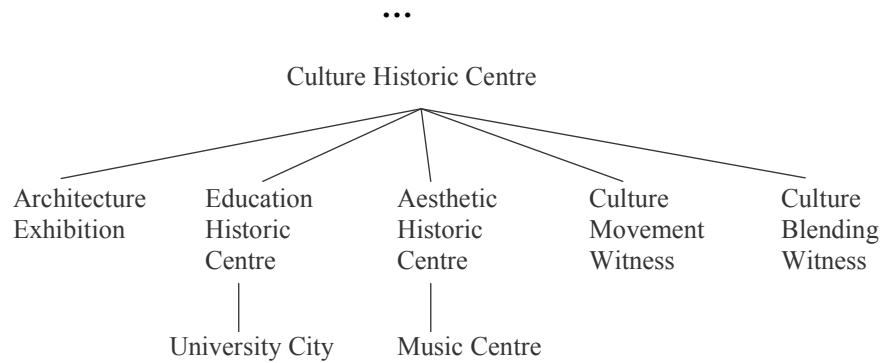 ...
Culture Historic Centre
Architecture
Exhibition
Education
Historic
Centre
Aesthetic
Historic
Centre
Culture
Movement
Witness
Culture
Blending
Witness
University City
Music Centre